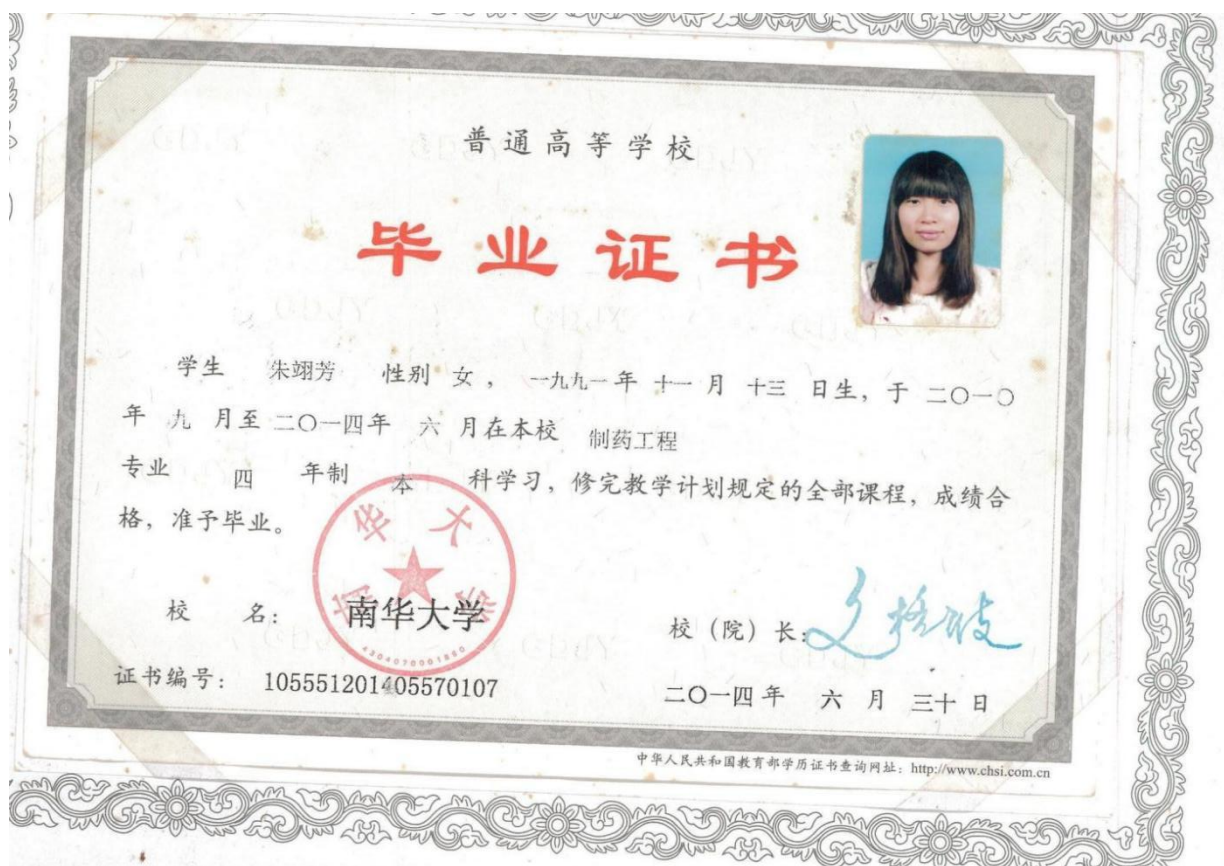 普通高等学校
毕业证书
学生 朱翊芳 性别 女， 一九九一年 十一 月 十三 日生，于 二〇一〇
年 九 月至 二〇一四年 六 月在本校 制药工程
专业 四 年制 本 科学习，修完教学计划规定的全部课程，成绩合
格，准予毕业。
南华大学
校 名： 南华大学
校（院）长：
证书编号： 105551201405570107
二〇一四年 六 月 三十 日
中华人民共和国教育部学历证书查询网址：http://www.chsi.com.cn